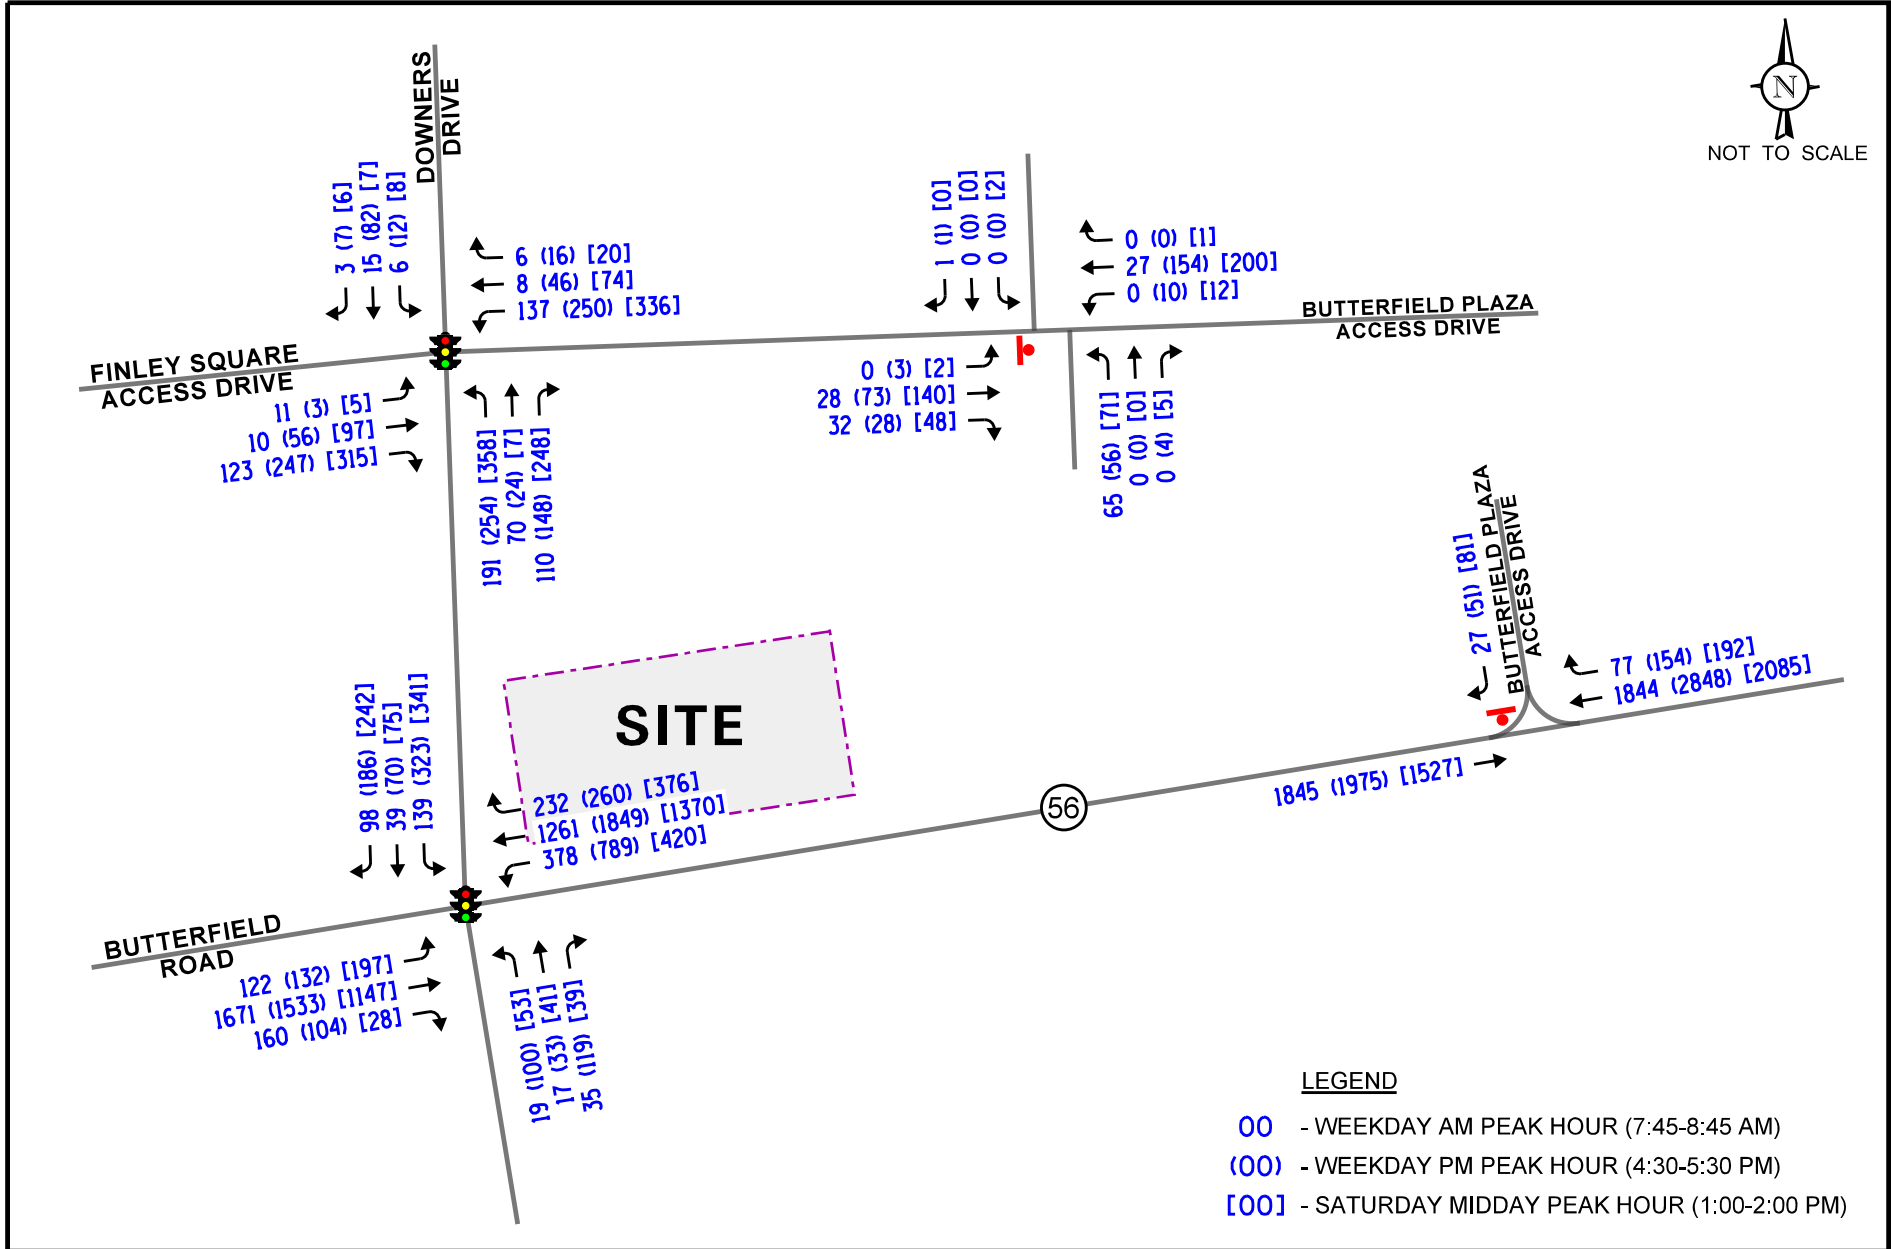 DOWNERS
DRIVE
N
NOT TO SCALE
3 (7) [6]
15 (82) [7]
6 (12) [8]
6 (16) [20]
8 (46) [74]
137 (250) [336]
1 (1) [0]
0 (0) [0]
0 (0) [2]
0 (0) [1]
27 (154) [200]
0 (10) [12]
BUTTERFIELD PLAZA
ACCESS DRIVE
FINLEY SQUARE
ACCESS DRIVE
11 (3) [5]
10 (56) [97]
123 (247) [315]
191 (254) [358]
70 (24) [7]
110 (148) [248]
0 (3) [2]
28 (73) [140]
32 (28) [48]
65 (56) [71]
0 (0) [0]
0 (4) [5]
27 (51) [81]
BUTTERFIELD PLAZA
ACCESS DRIVE
77 (154) [192]
1844 (2848) [2085]
1845 (1975) [1527]
SITE
98 (186) [242]
39 (70) [75]
139 (323) [341]
232 (260) [376]
1261 (1849) [1370]
378 (789) [420]
56
BUTTERFIELD
ROAD
122 (132) [197]
1671 (1533) [1147]
160 (104) [28]
19 (100) [53]
17 (33) [41]
35 (119) [39]
LEGEND
00 - WEEKDAY AM PEAK HOUR (7:45-8:45 AM)
(00) - WEEKDAY PM PEAK HOUR (4:30-5:30 PM)
[00] - SATURDAY MIDDAY PEAK HOUR (1:00-2:00 PM)